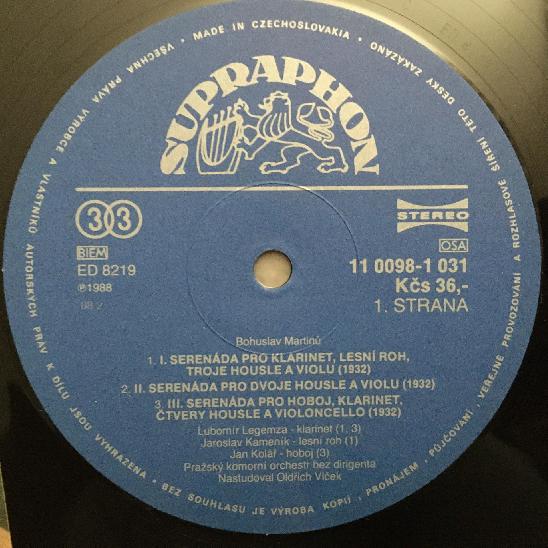 MADE IN CZECHOSLOVAKIA
VŠECHNA PRÁVA VÝROBCE A VLASTNÍKŮ AUTORSKÝCH PRÁV K DÍLU JSOU VYHRAZENA • BEZ SOUHLASU JE VÝROBA KOPIÍ, PRONÁJEM, PŮJČOVÁNÍ, VEŘEJNÉ PROVOZOVÁNÍ A ROZHLASOVÉ ŠÍŘENÍ TÉTO DESKY ZAKÁZÁNO •
SUPRAPHON
33
STEREO
BIEM
OSA
ED 8219
11 0098-1 031
℗1988
Kčs 36,-
88 2
1. STRANA
Bohuslav Martinů
1. I. SERENÁDA PRO KLARINET, LESNÍ ROH,
TROJE HOUSLE A VIOLU (1932)
2. II. SERENÁDA PRO DVOJE HOUSLE A VIOLU (1932)
3. III. SERENÁDA PRO HOBOJ, KLARINET,
ČTVERY HOUSLE A VIOLONCELLO (1932)
Lubomír Legemza - klarinet (1, 3)
Jaroslav Kameník - lesní roh (1)
Jan Kolář - hoboj (3)
Pražský komorní orchestr bez dirigenta
Nastudoval Oldřich Vlček